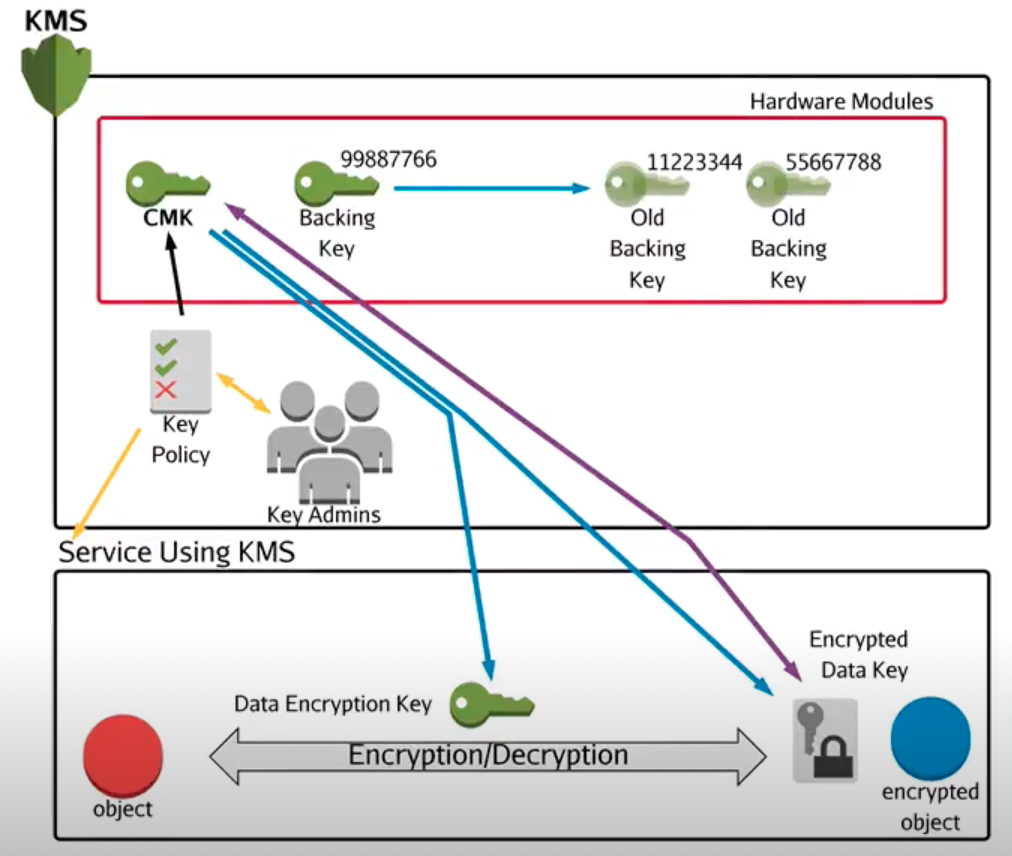 KMS
Hardware Modules
99887766
11223344
55667788
CMK
Backing
Key
Old
Backing
Key
Old
Backing
Key
Key
Policy
Key Admins
Service Using KMS
Encrypted
Data Key
Data Encryption Key
Encryption/Decryption
object
encrypted
object